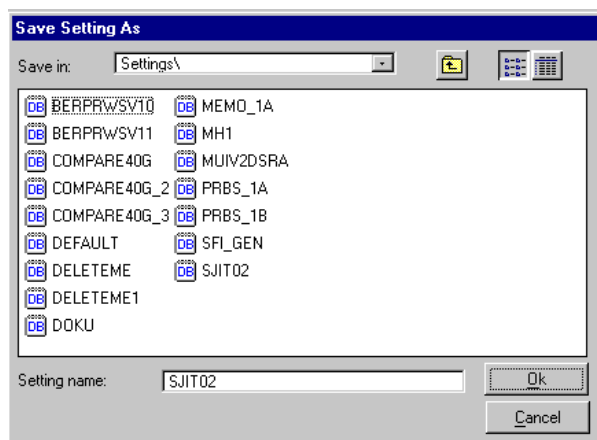 Save Setting As
Save in: Settings\
DB BERPRWSV10 DB MEMO_1A
DB BERPRWSV11 DB MH1
DB COMPARE40G DB MUIV2DSRA
DB COMPARE40G_2 DB PRBS_1A
DB COMPARE40G_3 DB PRBS_1B
DB DEFAULT DB SFI_GEN
DB DELETEME DB SJIT02
DB DELETEME1
DB DOKU
Setting name: SJIT02 Ok
Cancel